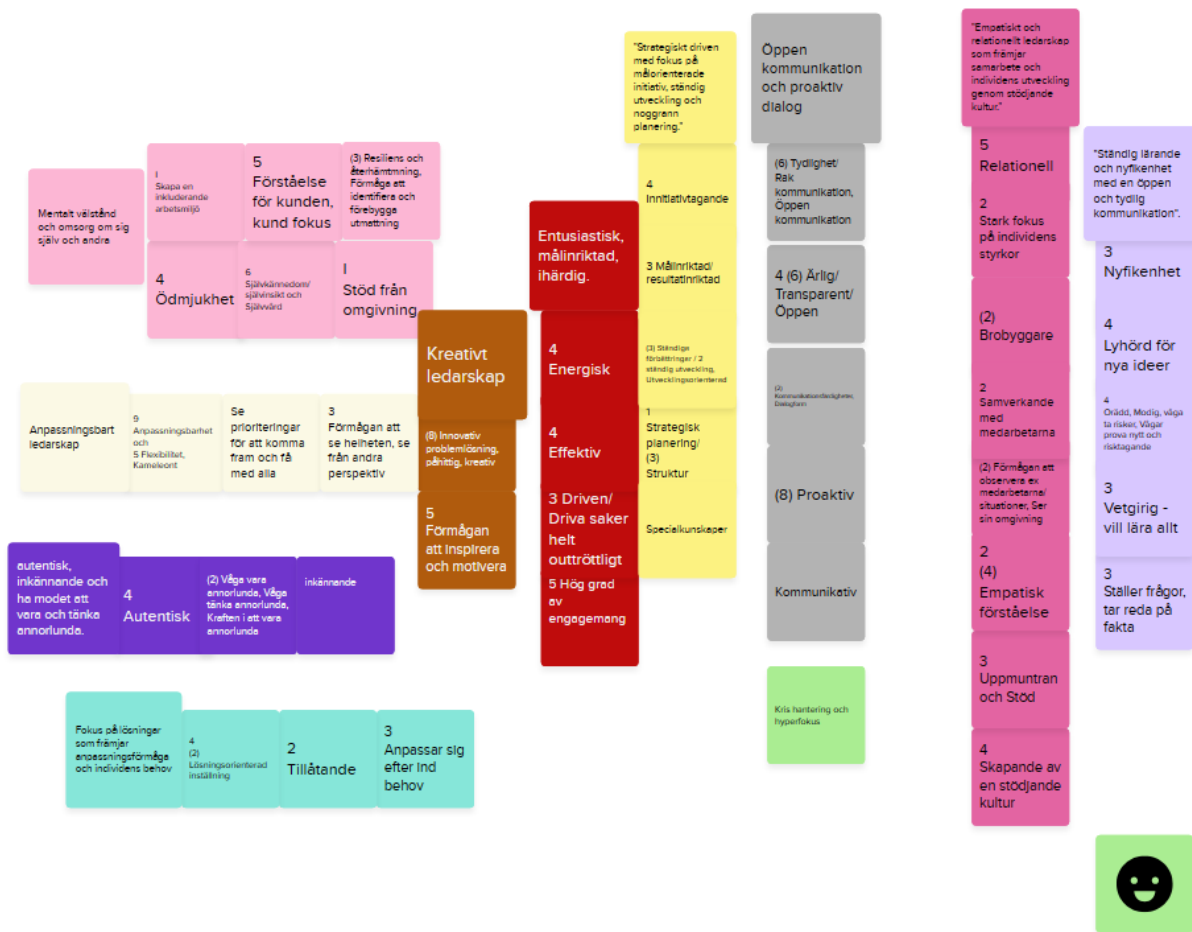 Mentalt välstånd
och omsorg om sig
själv och andra
1
Skapa en
inkluderande
arbetsmiljö
5
Förståelse
för kunden,
kund fokus
(3) Resiliens och
återhämtmning,
Förmåga att
identifiera och
förebygga
utmattning
4
Ödmjukhet
6
Självkännedom/
självinsikt och
Självvård
1
Stöd från
omgivning
Anpassningsbart
ledarskap
9
Anpassningsbarhet
och
5 Flexibilitet,
Kameleont
Se
prioriteringar
för att komma
fram och få
med alla
3
Förmågan att
se helheten, se
från andra
perspektiv
Kreativt
ledarskap
(8) Innovativ
problemlösning,
påhittig, kreativ
5
Förmågan
att inspirera
och motivera
autentisk,
inkännande och
ha modet att
vara och tänka
annorlunda.
4
Autentisk
(2) Våga vara
annorlunda, Våga
tänka annorlunda,
Kraften i att vara
annorlunda
inkännande
Fokus på lösningar
som främjar
anpassningsförmåga
och individens behov
4
(2)
Lösningsorienterad
inställning
2
Tillåtande
3
Anpassar sig
efter ind
behov
Entusiastisk,
målinriktad,
ihärdig.
4
Energisk
4
Effektiv
3 Driven/
Driva saker
helt
outtröttligt
5 Hög grad
av
engagemang
"Strategiskt driven
med fokus på
målorienterade
initiativ, ständig
utveckling och
noggrann
planering."
4
Innitiativtagande
3 Målinriktad/
resultatinriktad
(3) Ständiga
förbättringar / 2
ständig utveckling,
Utvecklingsorienterad
1
Strategisk
planering/
(3)
Struktur
Specialkunskaper
Öppen
kommunikation
och proaktiv
dialog
(6) Tydlighet/
Rak
kommunikation,
Öppen
kommunikation
4 (6) Ärlig/
Transparent/
Öppen
(2)
Kommunikationsfärdigheter,
(8) Proaktiv
Kommunikativ
Kris hantering och
hyperfokus
"Empatiskt och
relationellt ledarskap
som främjar
samarbete och
individens utveckling
genom stödjande
kultur."
5
Relationell
2
Stark fokus
på individens
styrkor
(2)
Brobyggare
2
Samverkande
med
medarbetarna
(2) Förmågan att
observera ex
medarbetarna/
situationer, Ser
sin omgivning
2
(4)
Empatisk
förståelse
3
Uppmuntran
och Stöd
4
Skapande av
en stödjande
kultur
"Ständig lärande
och nyfikenhet
med en öppen
och tydlig
kommunikation".
3
Nyfikenhet
4
Lyhörd för
nya ideer
4
Orädd, Modig, våga
ta risker, Vågar
prova nytt och
risktagande
3
Vetgirig -
vill lära allt
3
Ställer frågor,
tar reda på
fakta